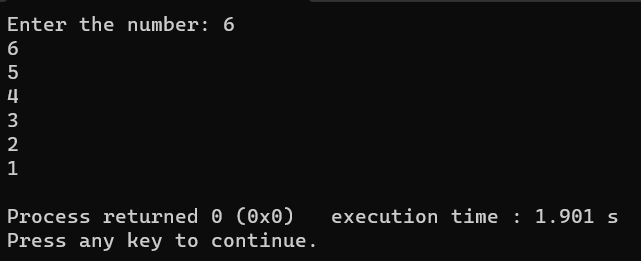 Enter the number: 6
6
5
4
3
2
1
Process returned 0 (0x0)   execution time : 1.901 s
Press any key to continue.